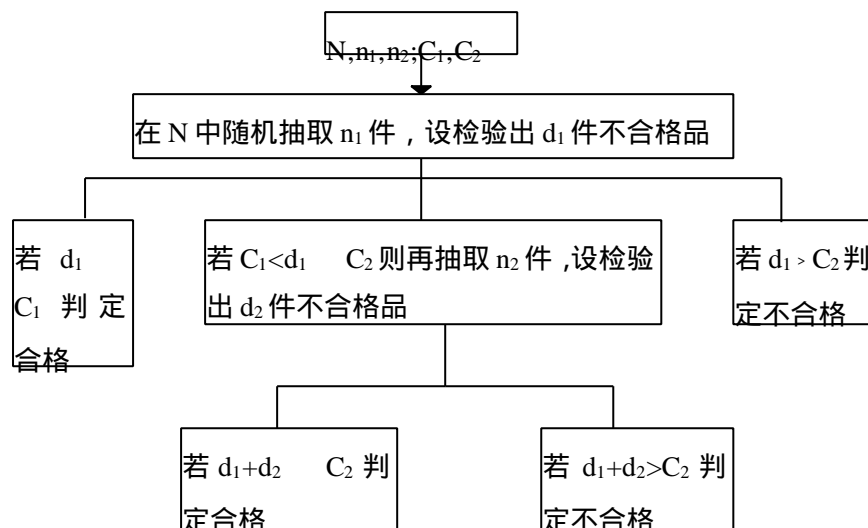 N,n₁,n₂;C₁,C₂
在 N 中随机抽取 n₁ 件，设检验出 d₁ 件不合格品
若 d₁
C₁ 判 定
合格
若 C₁<d₁ C₂ 则再抽取 n₂ 件 ,设检验
出 d₂ 件不合格品
若 d₁ > C₂ 判
定不合格
若 d₁+d₂ C₂ 判
定合格
若 d₁+d₂>C₂ 判
定不合格